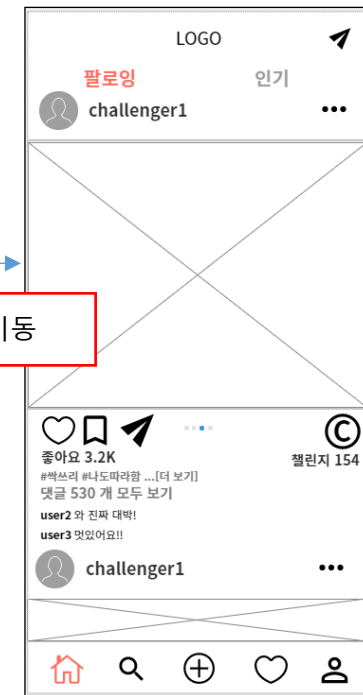 LOGO
팔로잉 인기
challenger1
이동
좋아요 3.2K
챌린지 154
#싹쓰리 #나도따라함 ...[더 보기]
댓글 530 개 모두 보기
user2 와 진짜 대박!
user3 멋있어요!!
challenger1